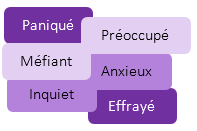 Paniqué
Préoccupé
Méfiant
Anxieux
Inquiet
Effrayé